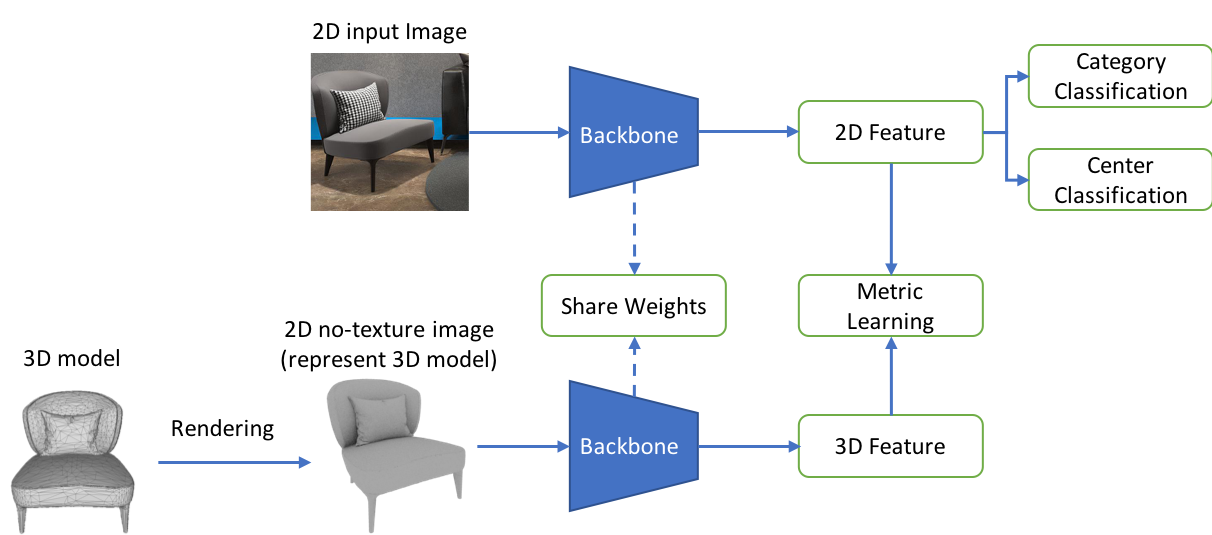 2D input Image
Category
Classification
Backbone
2D Feature
Center
Classification
Share Weights
Metric
Learning
2D no-texture image
(represent 3D model)
3D model
Rendering
Backbone
3D Feature